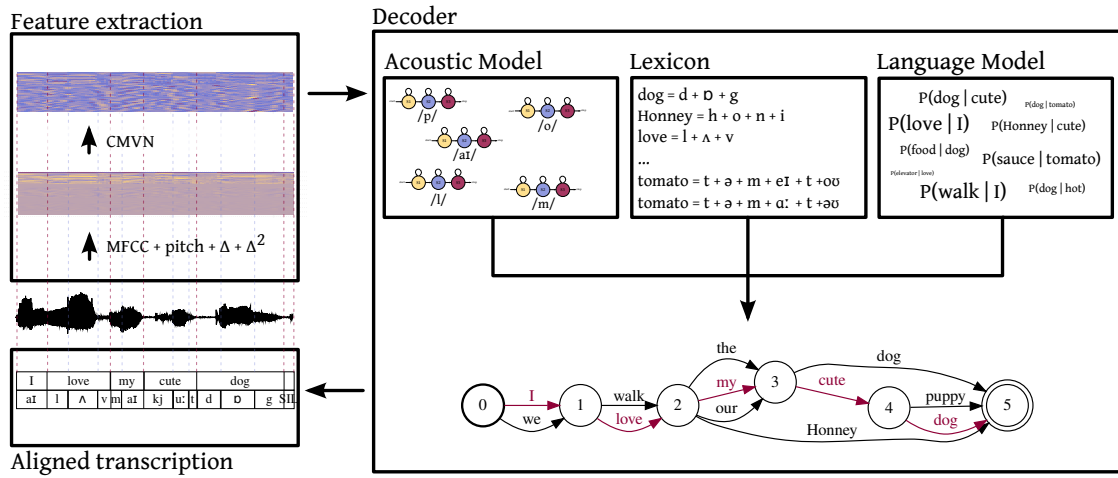 Feature extraction
CMVN
MFCC + pitch + Δ + Δ²
I love my cute dog
aɪ l ʌ v m aɪ kj uː t d ɒ g SIL
Aligned transcription
Decoder
Acoustic Model
/p/
/o/
/aɪ/
/l/
/m/
Lexicon
dog = d + ɒ + g
Honney = h + o + n + i
love = l + ʌ + v
...
tomato = t + ə + m + eɪ + t +oʊ
tomato = t + ə + m + ɑː + t +əʊ
Language Model
P(dog | cute)
P(dog | tomato)
P(love | I)
P(Honney | cute)
P(food | dog)
P(sauce | tomato)
P(elevator | love)
P(walk | I)
P(dog | hot)
the
dog
my
3
cute
I
walk
puppy
0
1
2
4
5
we
love
our
dog
Honney